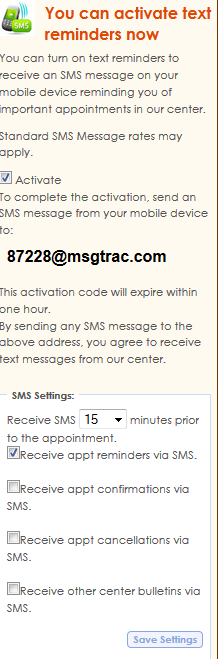 SMS
You can activate text
reminders now
You can turn on text reminders to
receive an SMS message on your
mobile device reminding you of
important appointments in our center.
Standard SMS Message rates may
apply.
Activate
To complete the activation, send an
SMS message from your mobile device
to:
87228@msgtrac.com
This activation code will expire within
one hour.
By sending any SMS message to the
above address, you agree to receive
text messages from our center.
SMS Settings:
Receive SMS 15 minutes prior
to the appointment.
Receive appt reminders via SMS.
Receive appt confirmations via
SMS.
Receive appt cancellations via
SMS.
Receive other center bulletins via
SMS.
Save Settings